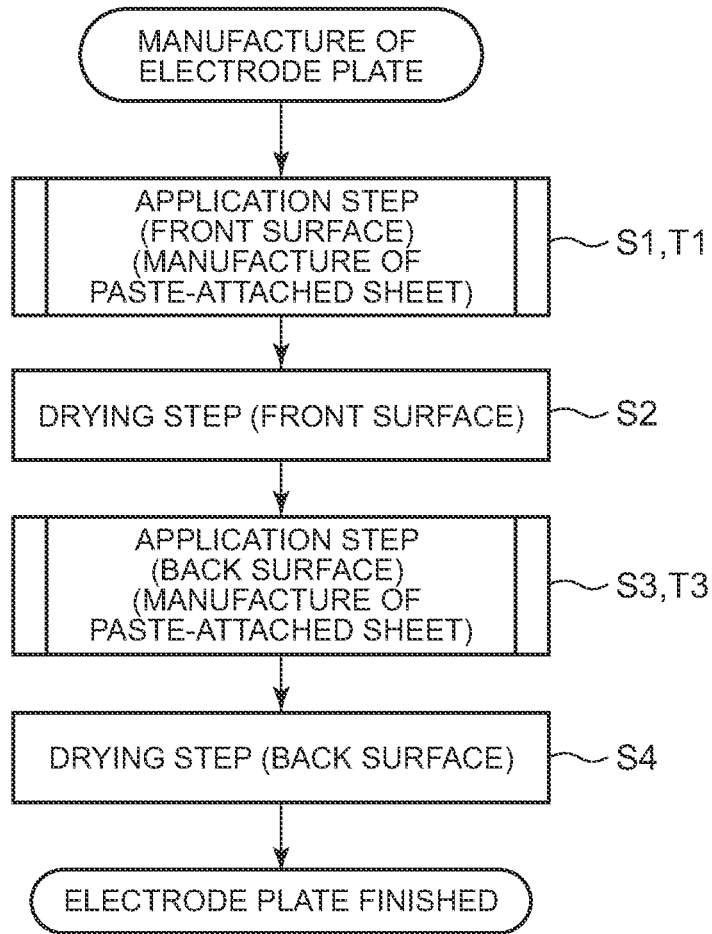 MANUFACTURE OF
ELECTRODE PLATE
APPLICATION STEP
(FRONT SURFACE)
(MANUFACTURE OF
PASTE-ATTACHED SHEET)
S1,T1
DRYING STEP (FRONT SURFACE)
S2
APPLICATION STEP
(BACK SURFACE)
(MANUFACTURE OF
PASTE-ATTACHED SHEET)
S3,T3
DRYING STEP (BACK SURFACE)
S4
ELECTRODE PLATE FINISHED